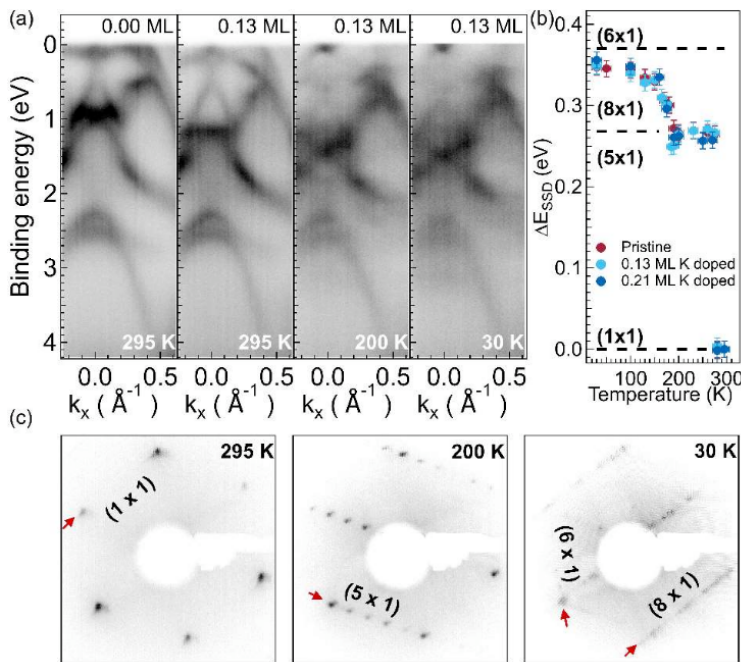 (a)
0.00 ML 0.13 ML 0.13 ML 0.13 ML
Binding energy (eV)
0
1
2
3
4
295 K 295 K 200 K 30 K
0.0 0.5 0.0 0.5 0.0 0.5 0.0 0.5
kx ( Å-1) kx ( Å-1) kx ( Å-1) kx ( Å-1)
(b)
ΔESSD (eV)
0.4
0.3
0.2
0.1
0.0
(6x1)
(8x1)
(5x1)
Pristine
0.13 ML K doped
0.21 ML K doped
(1x1)
100 200 300
Temperature (K)
(c)
295 K
(1 x 1)
200 K
(5 x 1)
30 K
(6 x 1)
(8 x 1)